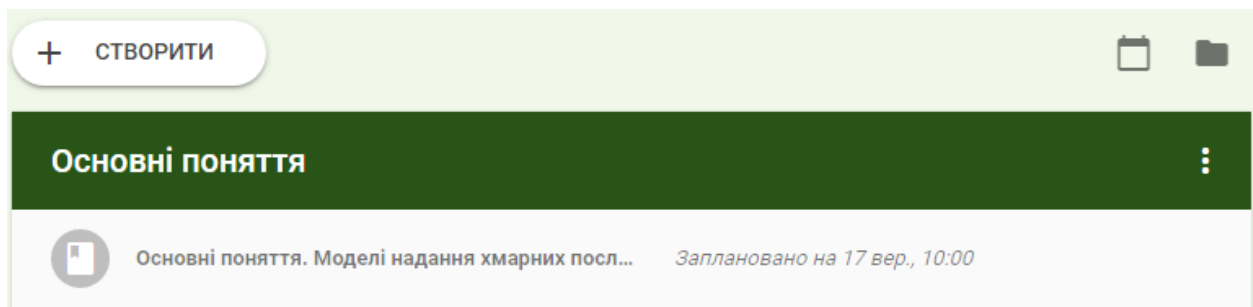 + СТВОРИТИ
Основні поняття
Основні поняття. Моделі надання хмарних посл... Заплановано на 17 вер., 10:00